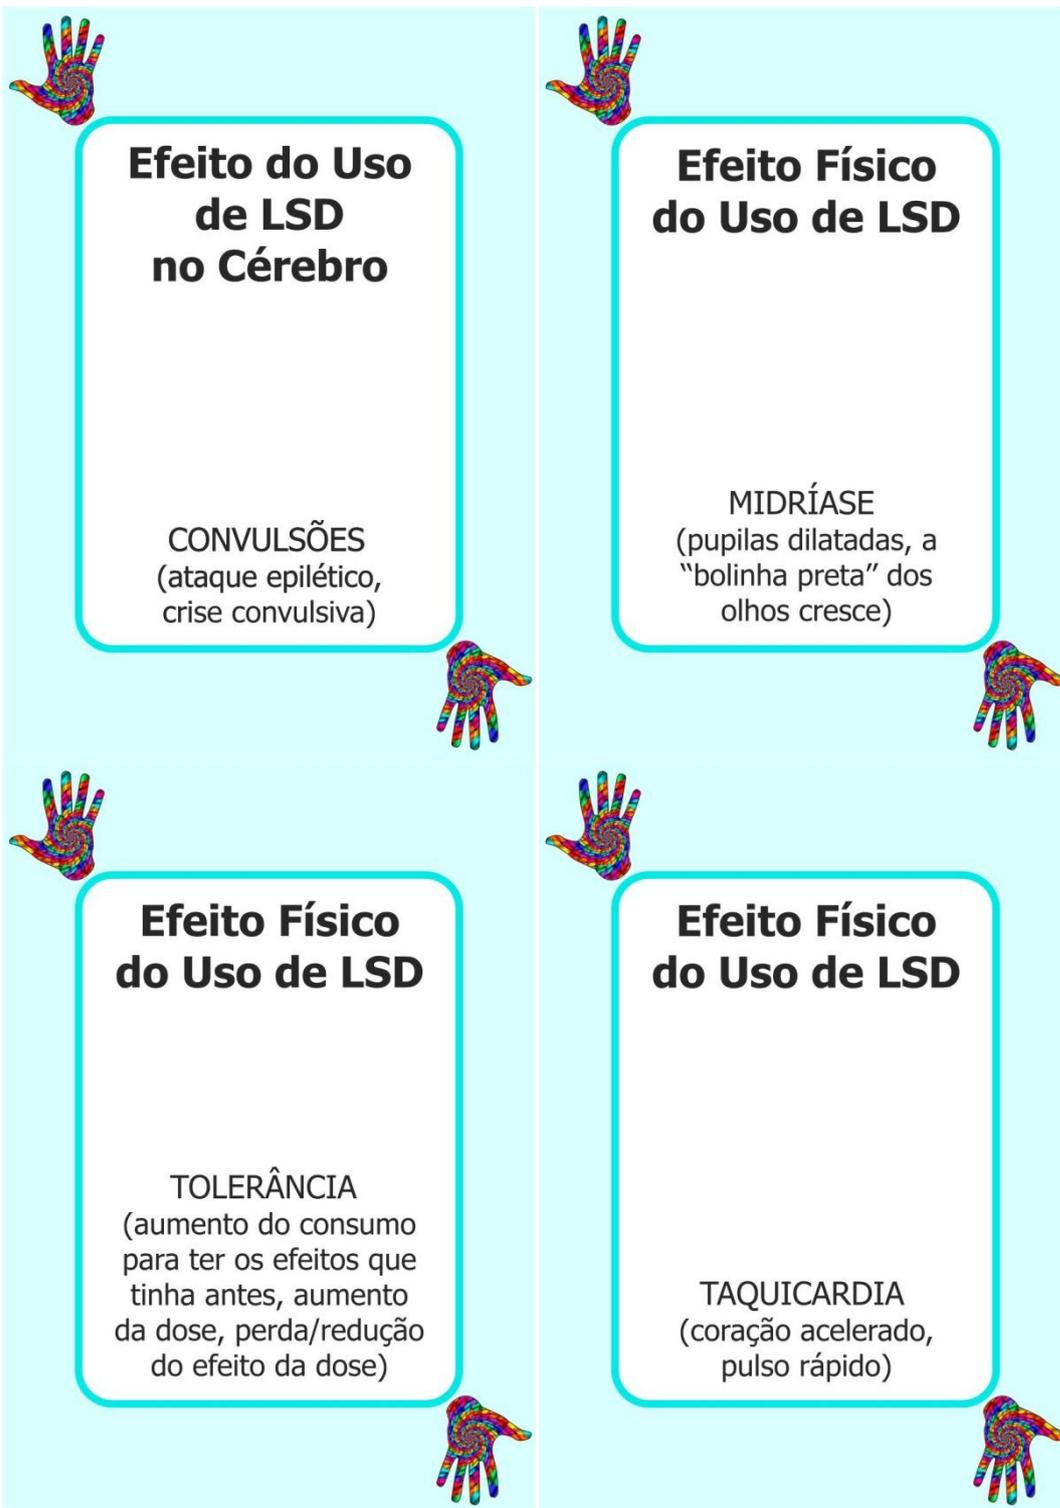 Efeito do Uso
de LSD
no Cérebro
CONVULSÕES
(ataque epilético,
crise convulsiva)
Efeito Físico
do Uso de LSD
MIDRÍASE
(pupilas dilatadas, a
“bolinha preta” dos
olhos cresce)
Efeito Físico
do Uso de LSD
TOLERÂNCIA
(aumento do consumo
para ter os efeitos que
tinha antes, aumento
da dose, perda/redução
do efeito da dose)
Efeito Físico
do Uso de LSD
TAQUICARDIA
(coração acelerado,
pulso rápido)